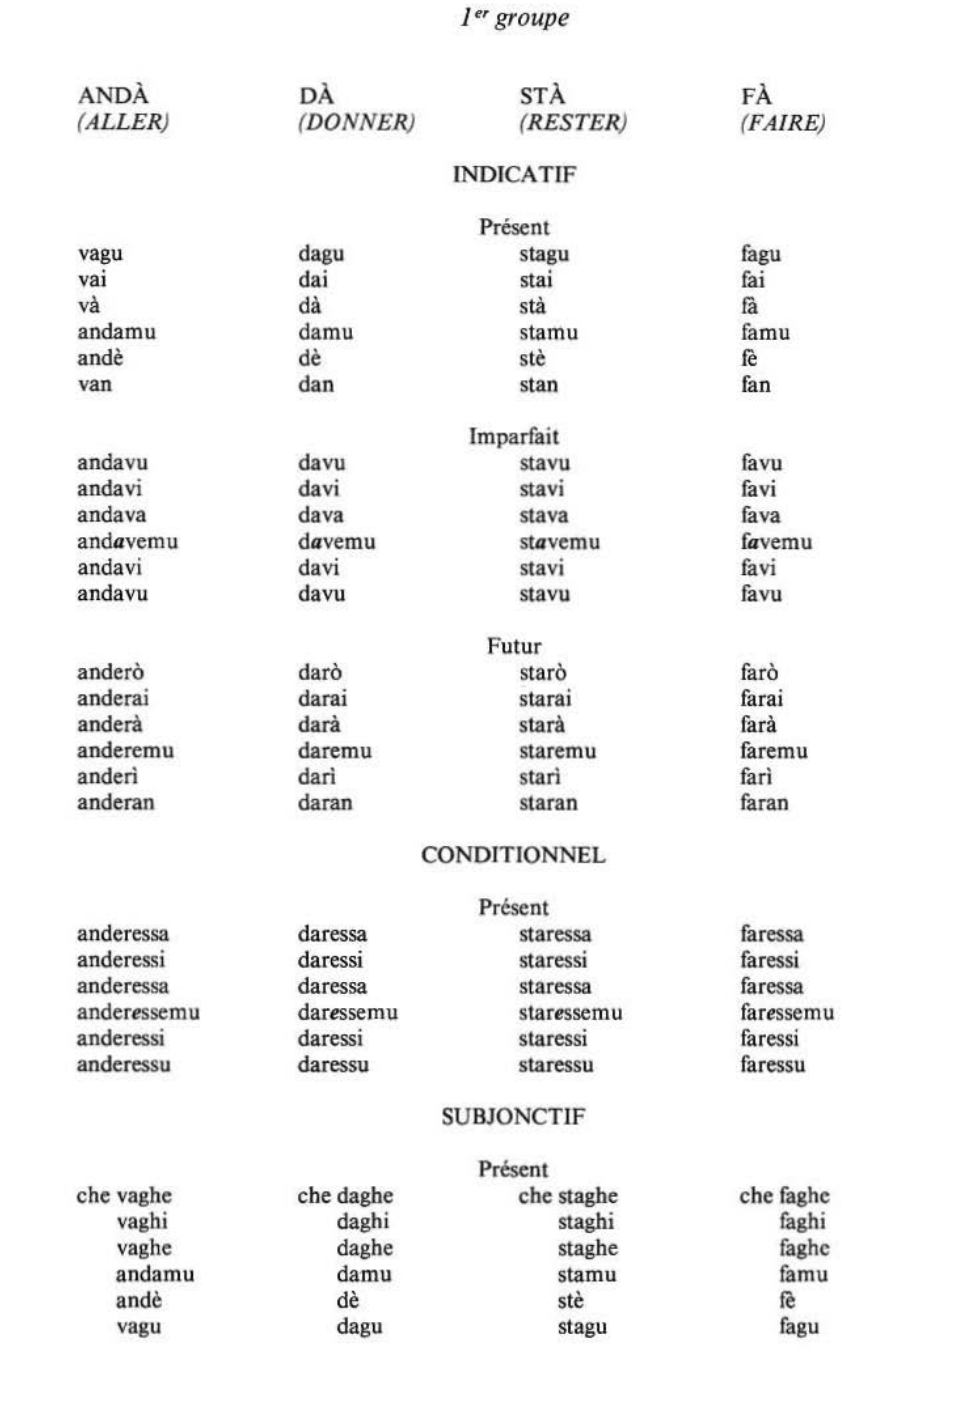 1er groupe
ANDÀ DÀ STÀ FÀ
(ALLER) (DONNER) (RESTER) (FAIRE)
INDICATIF
Présent
vagu dagu stagu fagu
vai dai stai fai
và dà stà fà
andamu damu stamu famu
andè dè stè fè
van dan stan fan
Imparfait
andavu davu stavu favu
andavi davi stavi favi
andava dava stava fava
andavemu davemu stavemu favemu
andavi davi stavi favi
andavu davu stavu favu
Futur
anderò darò starò farò
anderai darai starai farai
anderà darà starà farà
anderemu daremu staremu faremu
anderì darì starì farì
anderan daran staran faran
CONDITIONNEL
Présent
anderessa daressa staressa faressa
anderessi daressi staressi faressi
anderessa daressa staressa faressa
anderessemu daressemu staressemu faressemu
anderessi daressi staressi faressi
anderessu daressu staressu faressu
SUBJONCTIF
Présent
che vaghe che daghe che staghe che faghe
vaghi daghi staghi faghi
vaghe daghe staghe faghe
andamu damu stamu famu
andè dè stè fè
vagu dagu stagu fagu